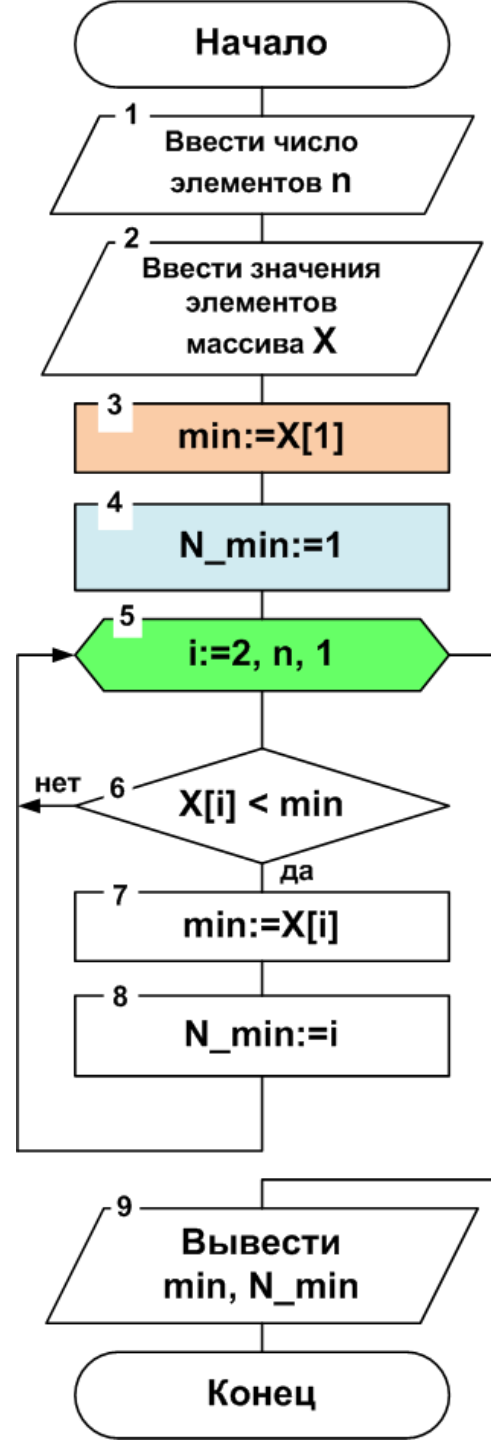 Начало
1
Ввести число
элементов n
2
Ввести значения
элементов
массива X
3
min:=X[1]
4
N_min:=1
5
i:=2, n, 1
нет
6
X[i] < min
да
7
min:=X[i]
8
N_min:=i
9
Вывести
min, N_min
Конец